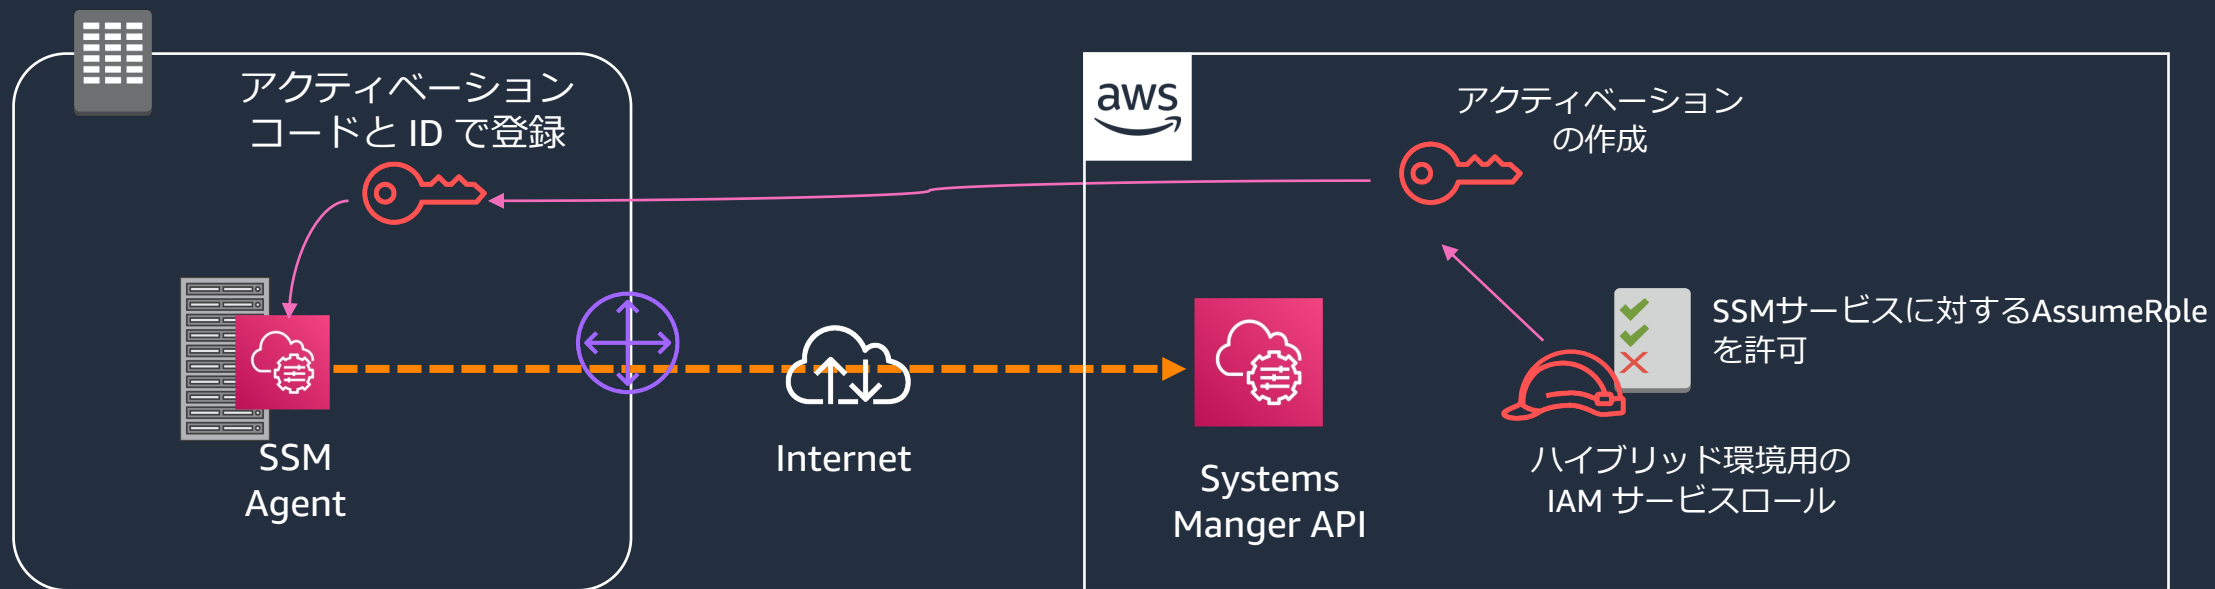 アクティベーション
コードと ID で登録
SSM
Agent
Internet
aws
アクティベーション
の作成
Systems
Manger API
SSMサービスに対するAssumeRole
を許可
ハイブリッド環境用の
IAM サービスロール